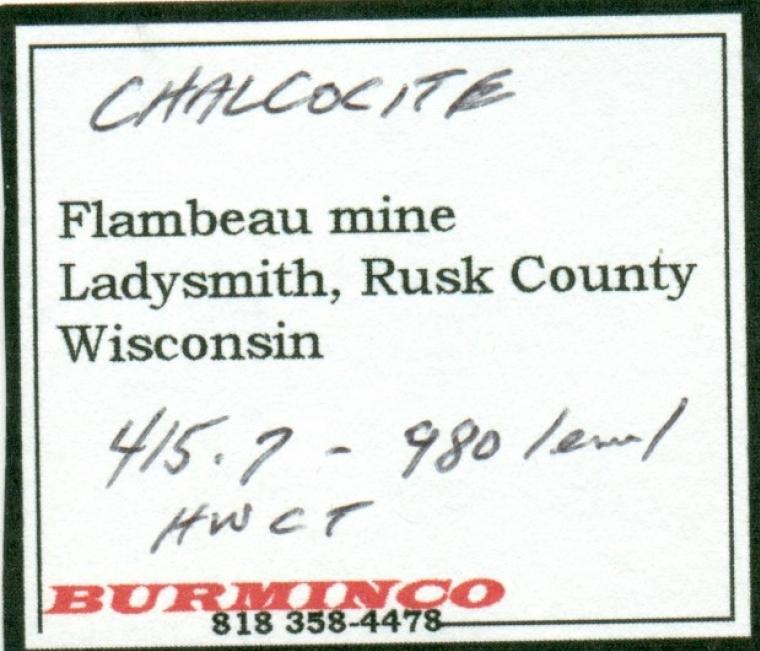 CHALCOCITE
Flambeau mine
Ladysmith, Rusk County
Wisconsin
415.7 - 980 level
HWCT
BURMINCO
818 358-4478